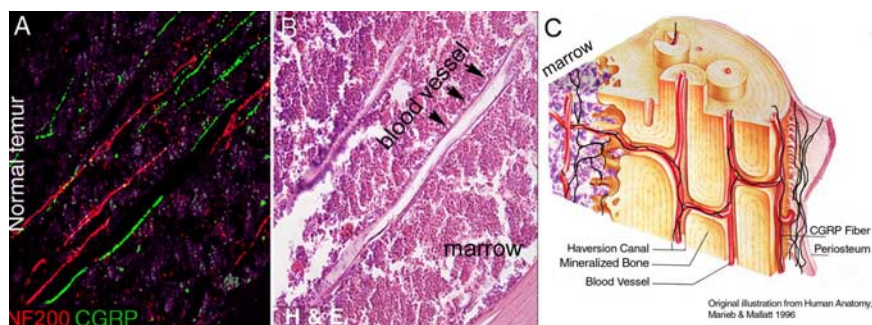 A
Normal femur
NF200 CGRP
B
blood vessel
marrow
H & E
C
marrow
Haversion Canal
Mineralized Bone
Blood Vessel
CGRP Fiber
Periosteum
Original illustration from Human Anatomy,
Marieb & Mallatt 1996